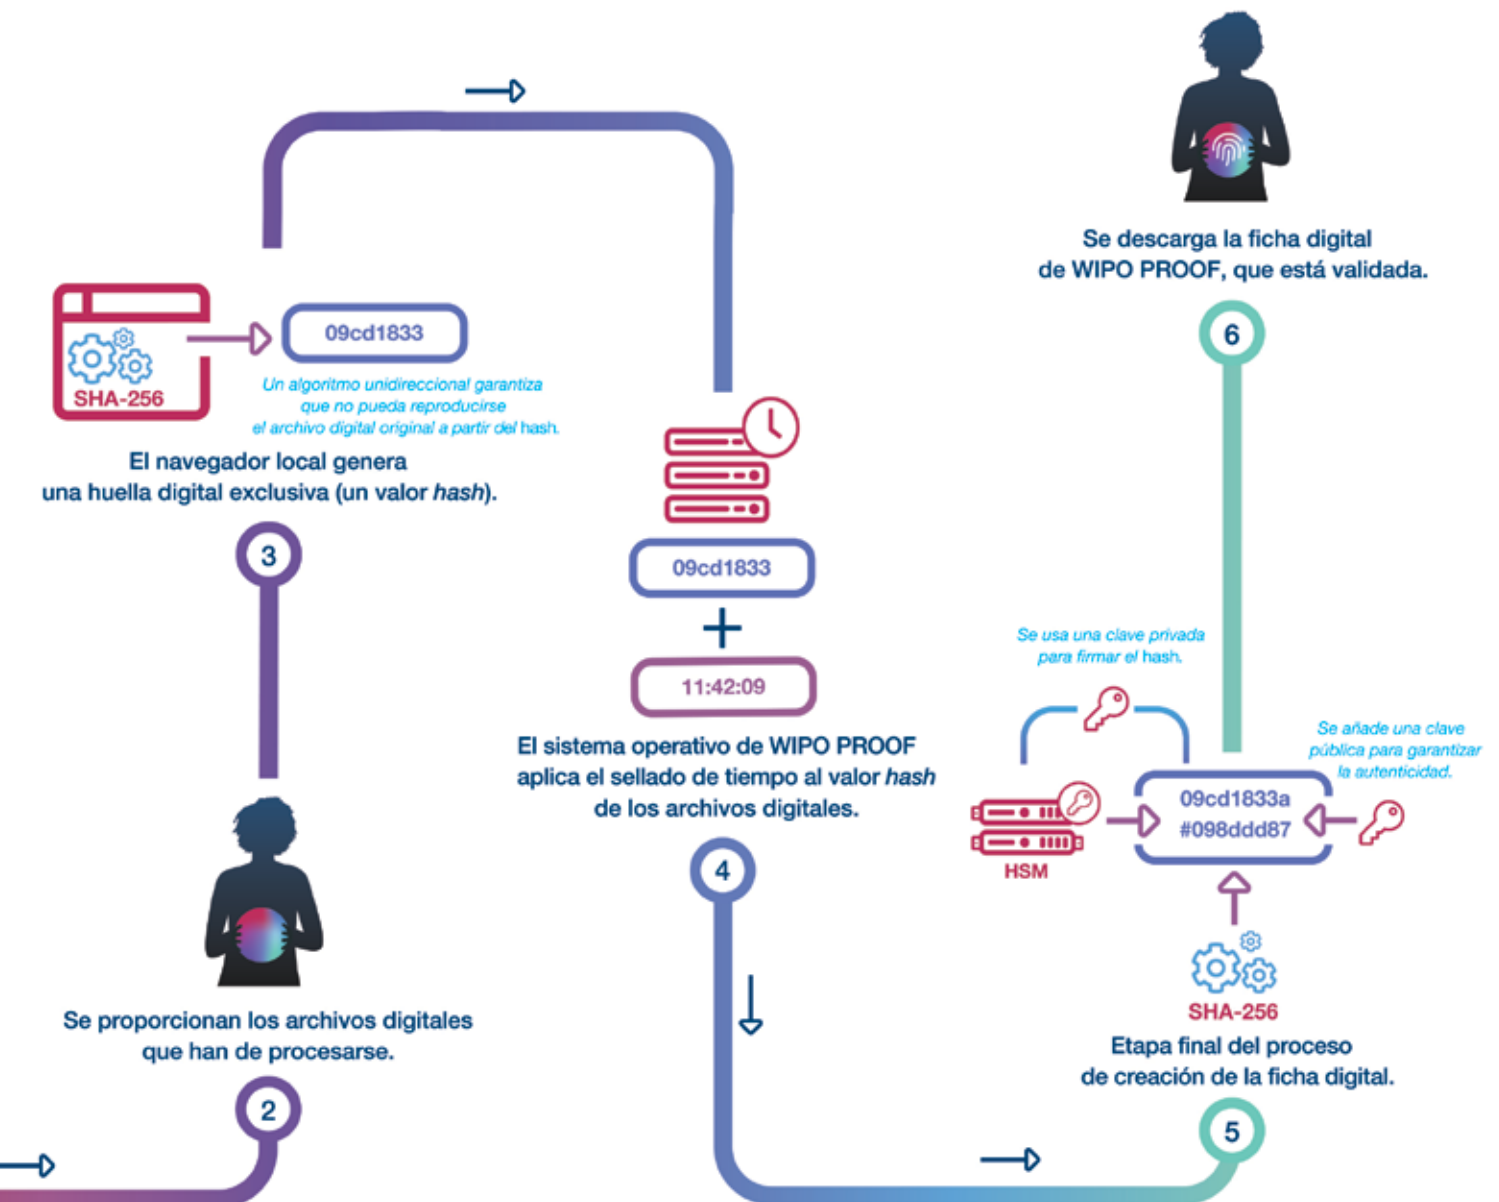 09cd1833
SHA-256
Un algoritmo unidireccional garantiza
que no pueda reproducirse
el archivo digital original a partir del hash.
El navegador local genera
una huella digital exclusiva (un valor hash).
3
Se proporcionan los archivos digitales
que han de procesarse.
2
09cd1833
+
11:42:09
El sistema operativo de WIPO PROOF
aplica el sellado de tiempo al valor hash
de los archivos digitales.
4
Se descarga la ficha digital
de WIPO PROOF, que está validada.
6
Se usa una clave privada
para firmar el hash.
Se añade una clave
pública para garantizar
la autenticidad.
09cd1833a
#098ddd87
HSM
SHA-256
Etapa final del proceso
de creación de la ficha digital.
5